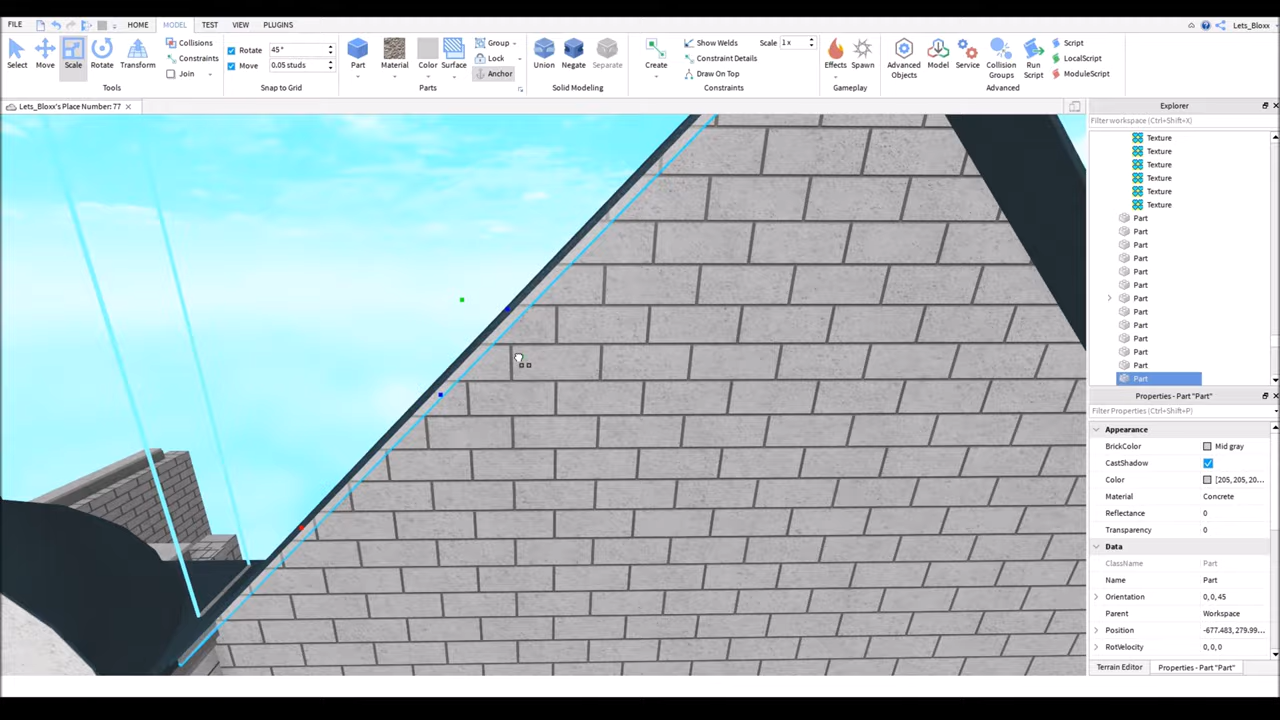 FILE HOME MODEL TEST VIEW PLUGINS Lets_Bloxx
Select Move Scale Rotate Transform
Collisions
Constraints
Join
Tools
Rotate 45 °
Move 0.05 studs
Snap to Grid
Part Material Color Surface
Group
Lock
Anchor
Parts
Union Negate Separate
Solid Modeling
Create
Show Welds Scale 1 x
Constraint Details
Draw On Top
Constraints
Effects Spawn
Gameplay
Advanced Objects
Model
Service
Collision Groups
Run Script
Script
LocalScript
ModuleScript
Advanced
Lets_Bloxx's Place Number: 77
Explorer
Filter workspace (Ctrl+Shift+X)
Texture
Texture
Texture
Texture
Texture
Texture
Part
Part
Part
Part
Part
Part
Part
Part
Part
Part
Part
Part
Part
Properties - Part "Part"
Filter Properties (Ctrl+Shift+P)
Appearance
BrickColor Mid gray
CastShadow
Color [205, 205, 20...
Material Concrete
Reflectance 0
Transparency 0
Data
ClassName Part
Name Part
Orientation 0, 0, 45
Parent Workspace
Position -677.483, 279.99...
RotVelocity 0, 0, 0
Terrain Editor Properties - Part "Part"